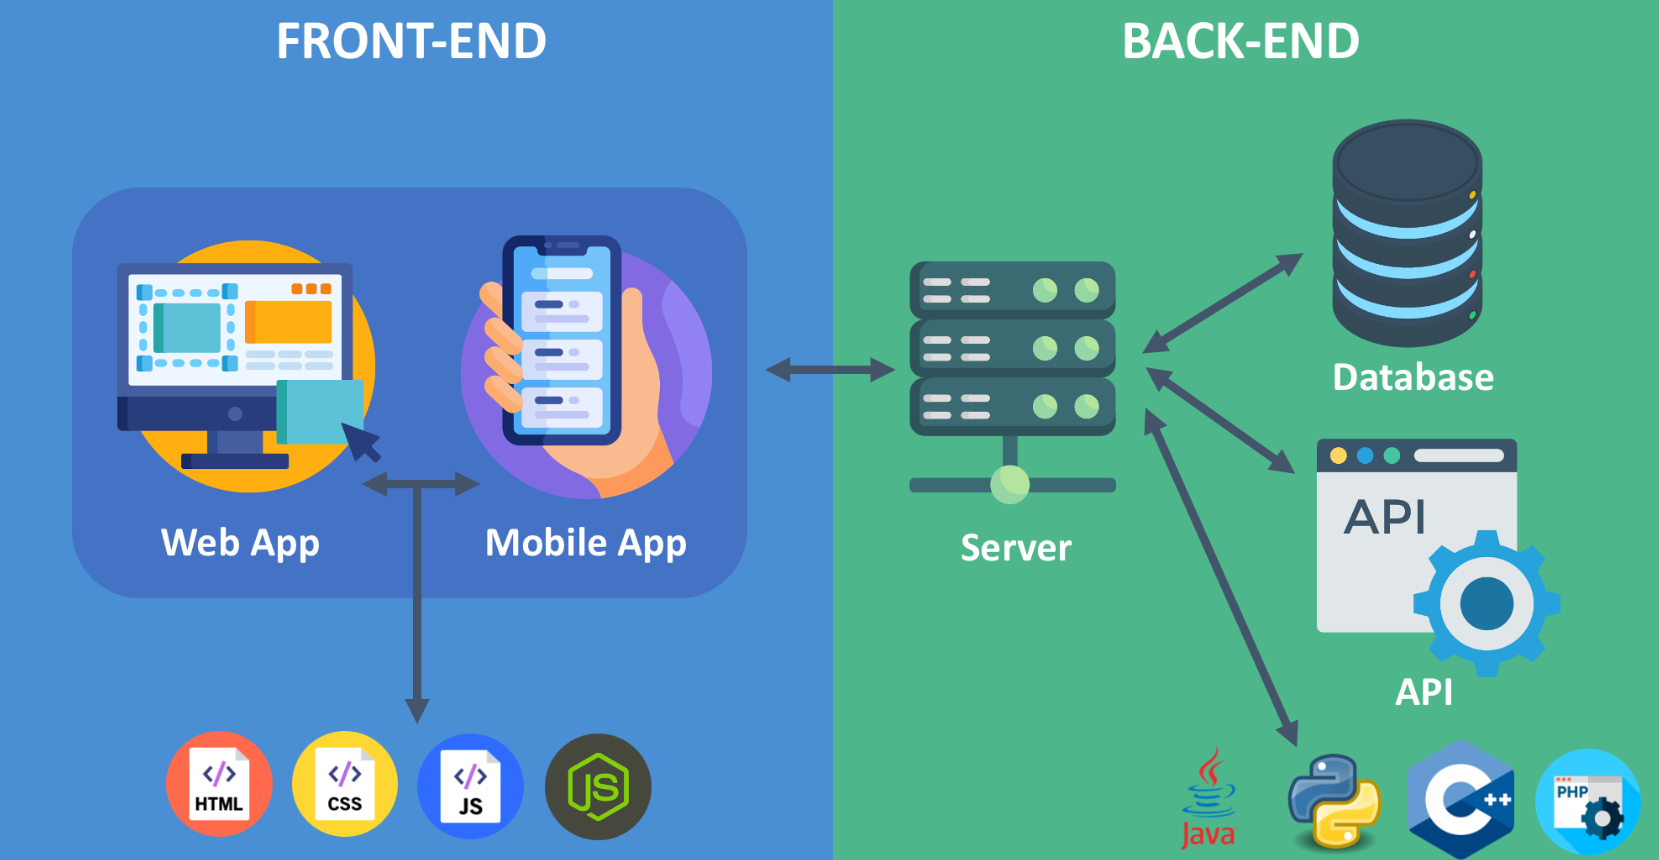 FRONT-END
BACK-END
Web App
Mobile App
Server
Database
API
API
</>
HTML
</>
CSS
</>
JS
JS
Java
C++
PHP